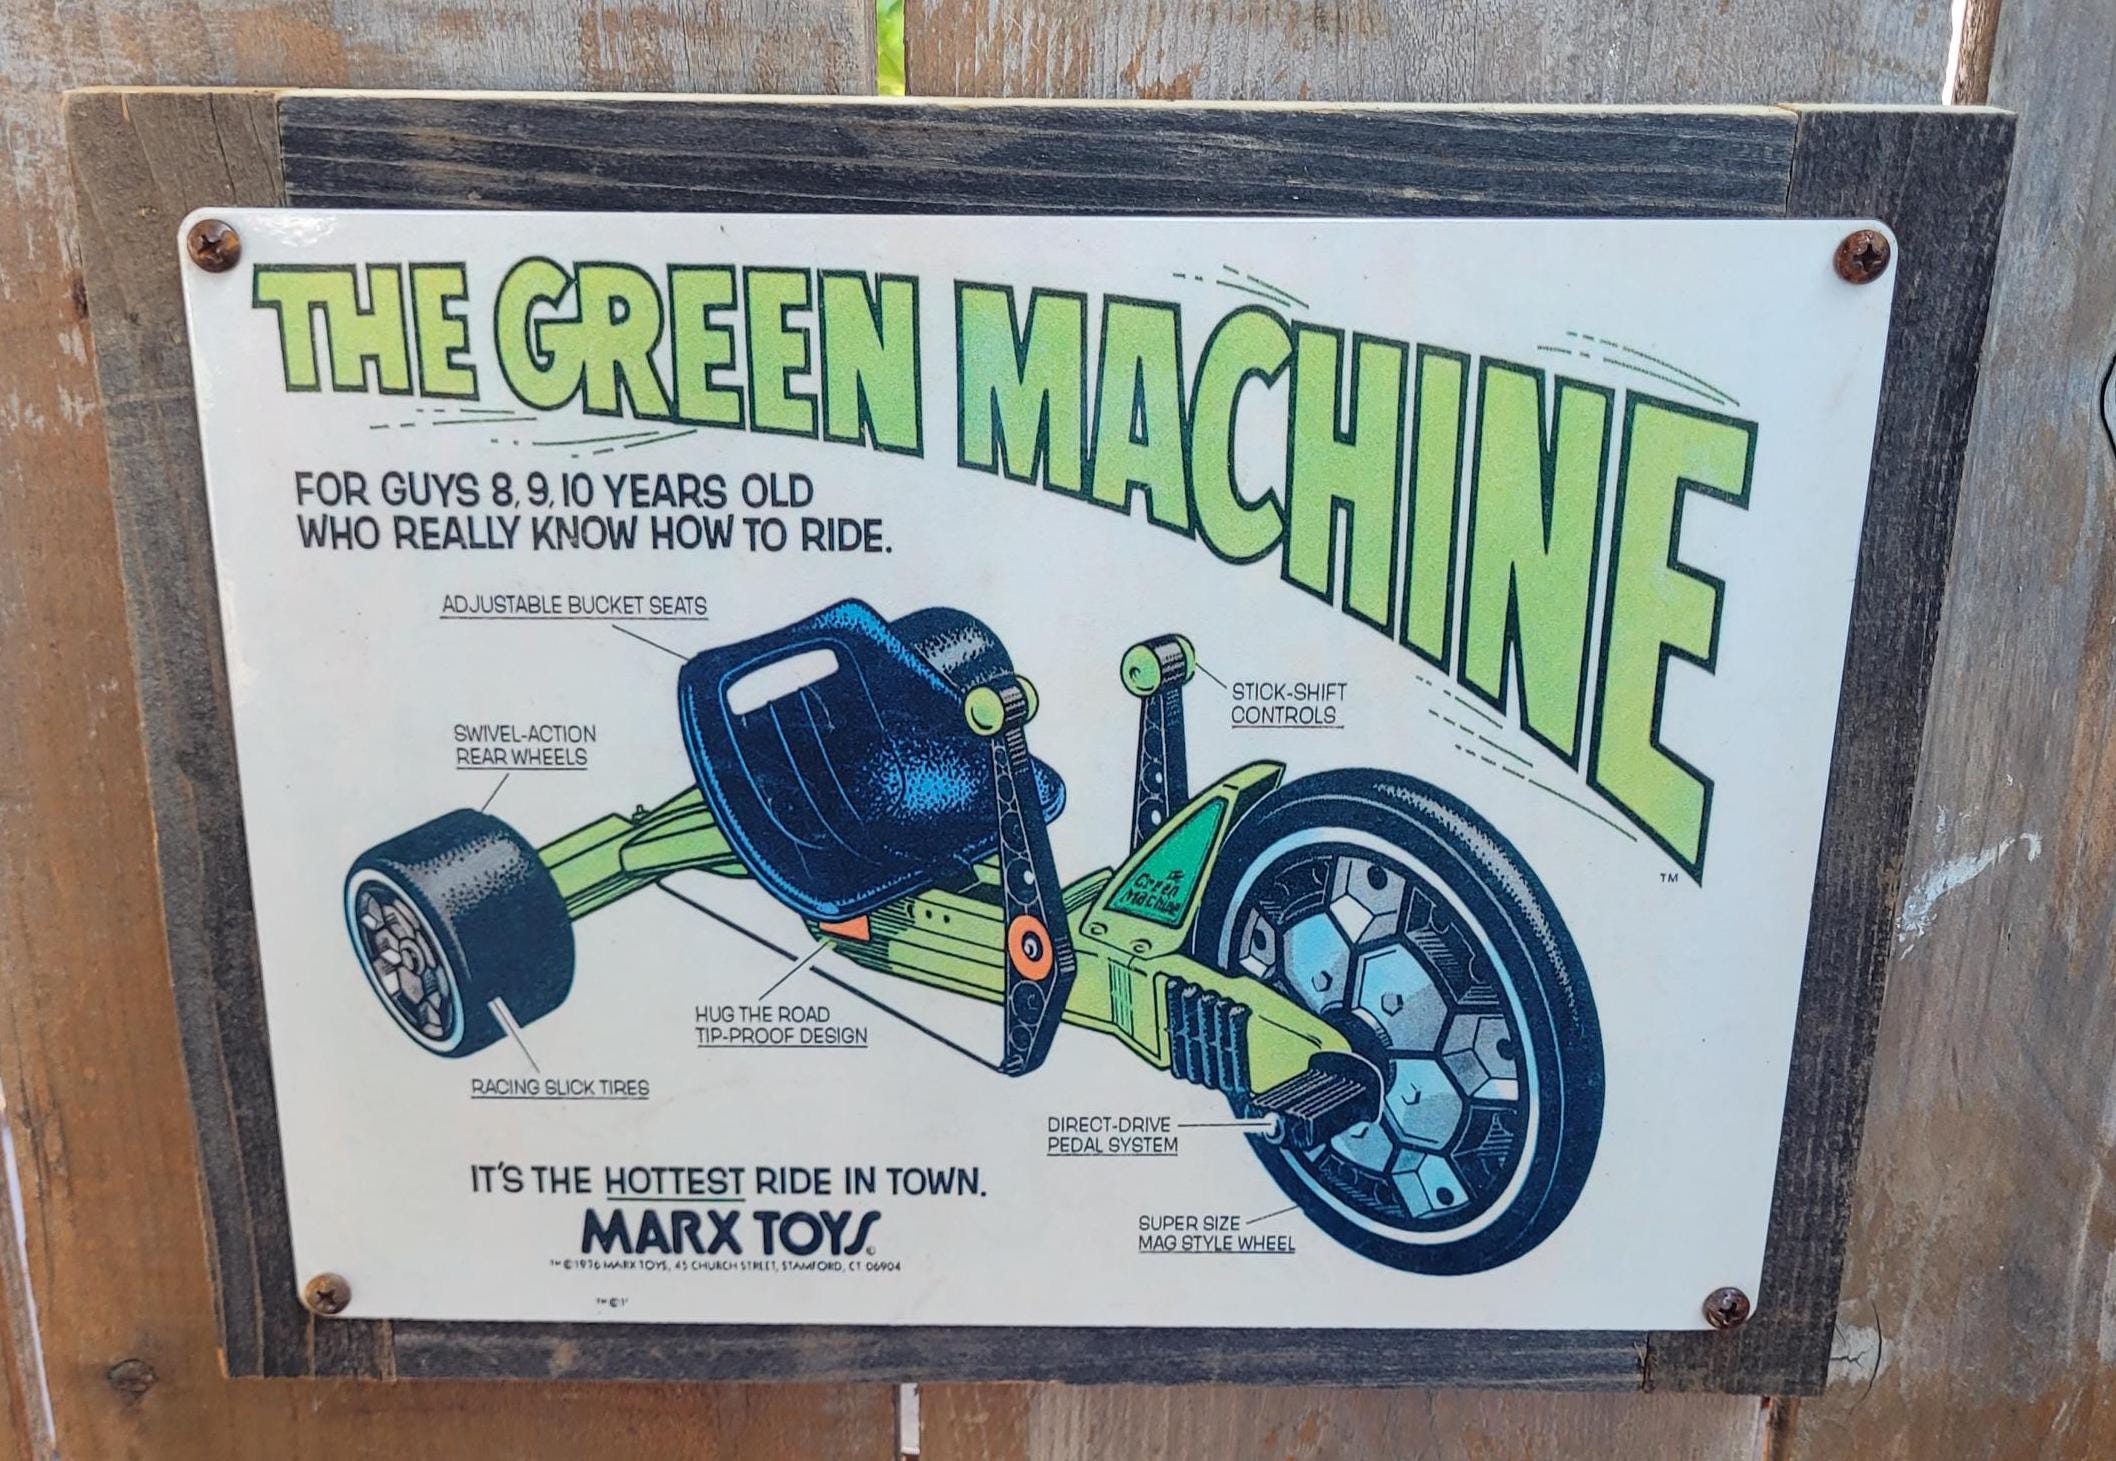 THE GREEN MACHINE
TM
FOR GUYS 8, 9, 10 YEARS OLD
WHO REALLY KNOW HOW TO RIDE.
ADJUSTABLE BUCKET SEATS
STICK-SHIFT
CONTROLS
SWIVEL-ACTION
REAR WHEELS
The
Green
Machine
HUG THE ROAD
TIP-PROOF DESIGN
RACING SLICK TIRES
DIRECT-DRIVE
PEDAL SYSTEM
SUPER SIZE
MAG STYLE WHEEL
IT'S THE HOTTEST RIDE IN TOWN.
MARX TOYS©
™ © 1976 MARX TOYS, 45 CHURCH STREET, STAMFORD, CT 06904
™ ©